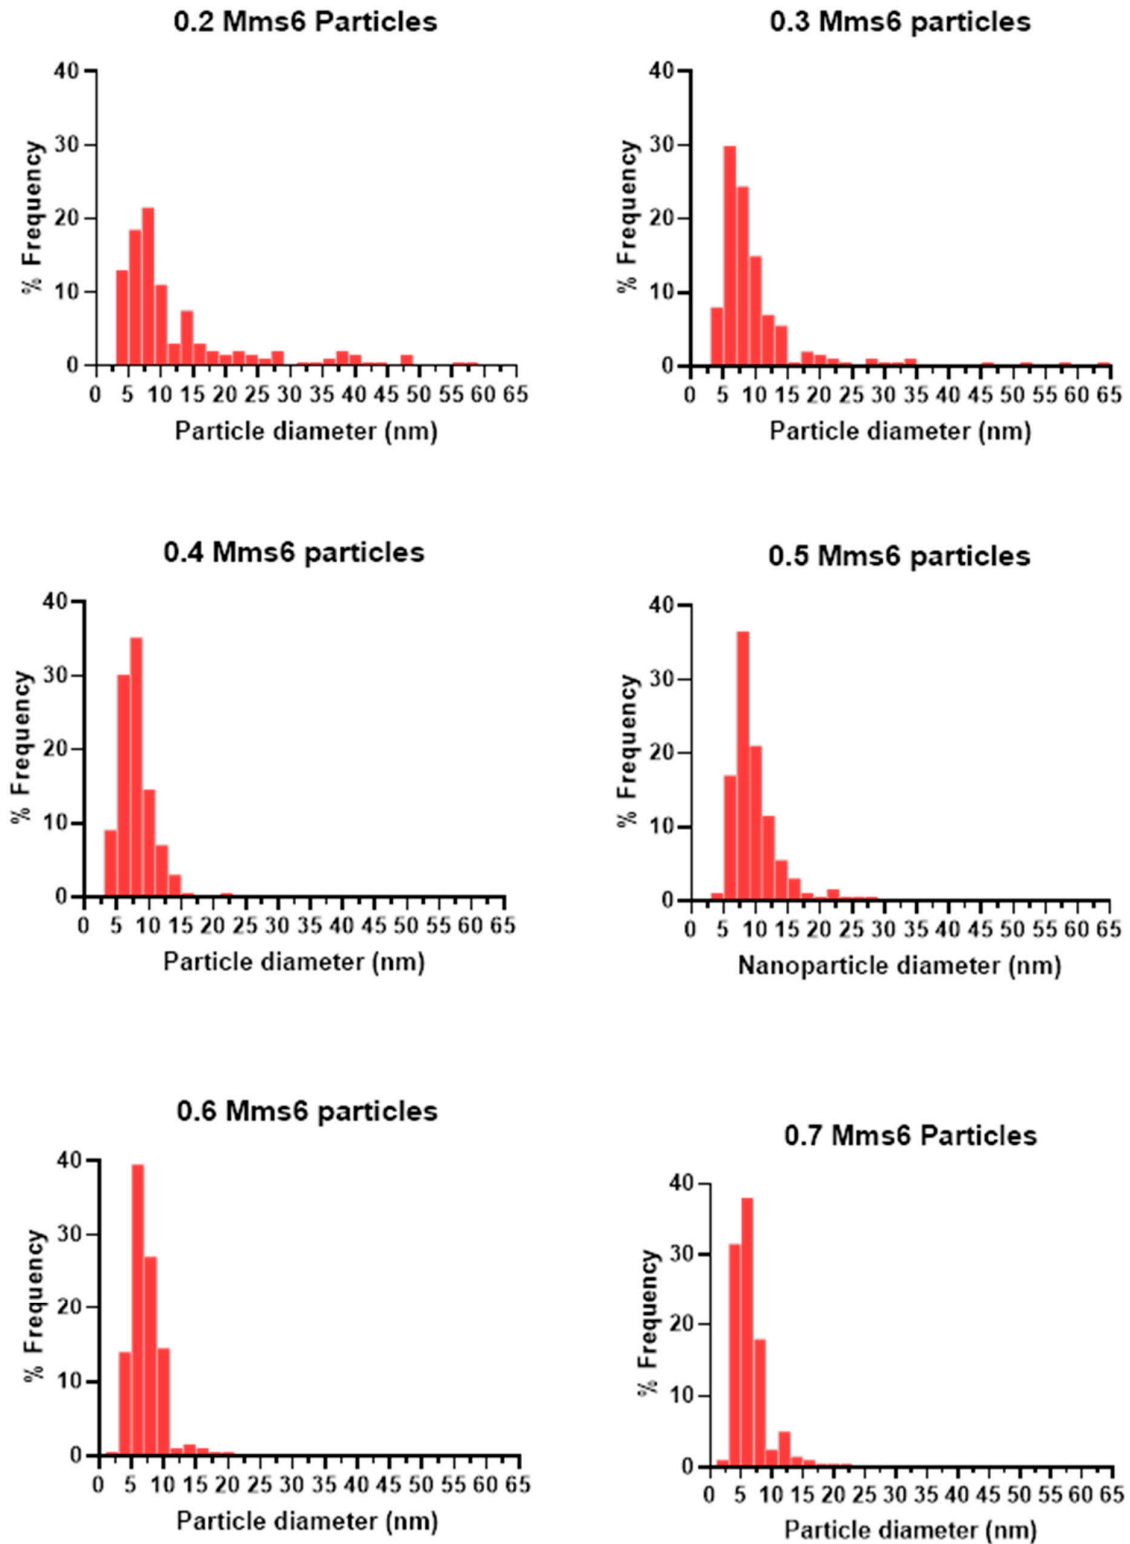 0.2 Mms6 Particles
40
30
20
10
0
% Frequency
0 5 10 15 20 25 30 35 40 45 50 55 60 65
Particle diameter (nm)
0.3 Mms6 particles
40
30
20
10
0
% Frequency
0 5 10 15 20 25 30 35 40 45 50 55 60 65
Particle diameter (nm)
0.4 Mms6 particles
40
30
20
10
0
% Frequency
0 5 10 15 20 25 30 35 40 45 50 55 60 65
Particle diameter (nm)
0.5 Mms6 particles
40
30
20
10
0
% Frequency
0 5 10 15 20 25 30 35 40 45 50 55 60 65
Nanoparticle diameter (nm)
0.6 Mms6 particles
40
30
20
10
0
% Frequency
0 5 10 15 20 25 30 35 40 45 50 55 60 65
Particle diameter (nm)
0.7 Mms6 Particles
40
30
20
10
0
% Frequency
0 5 10 15 20 25 30 35 40 45 50 55 60 65
Particle diameter (nm)